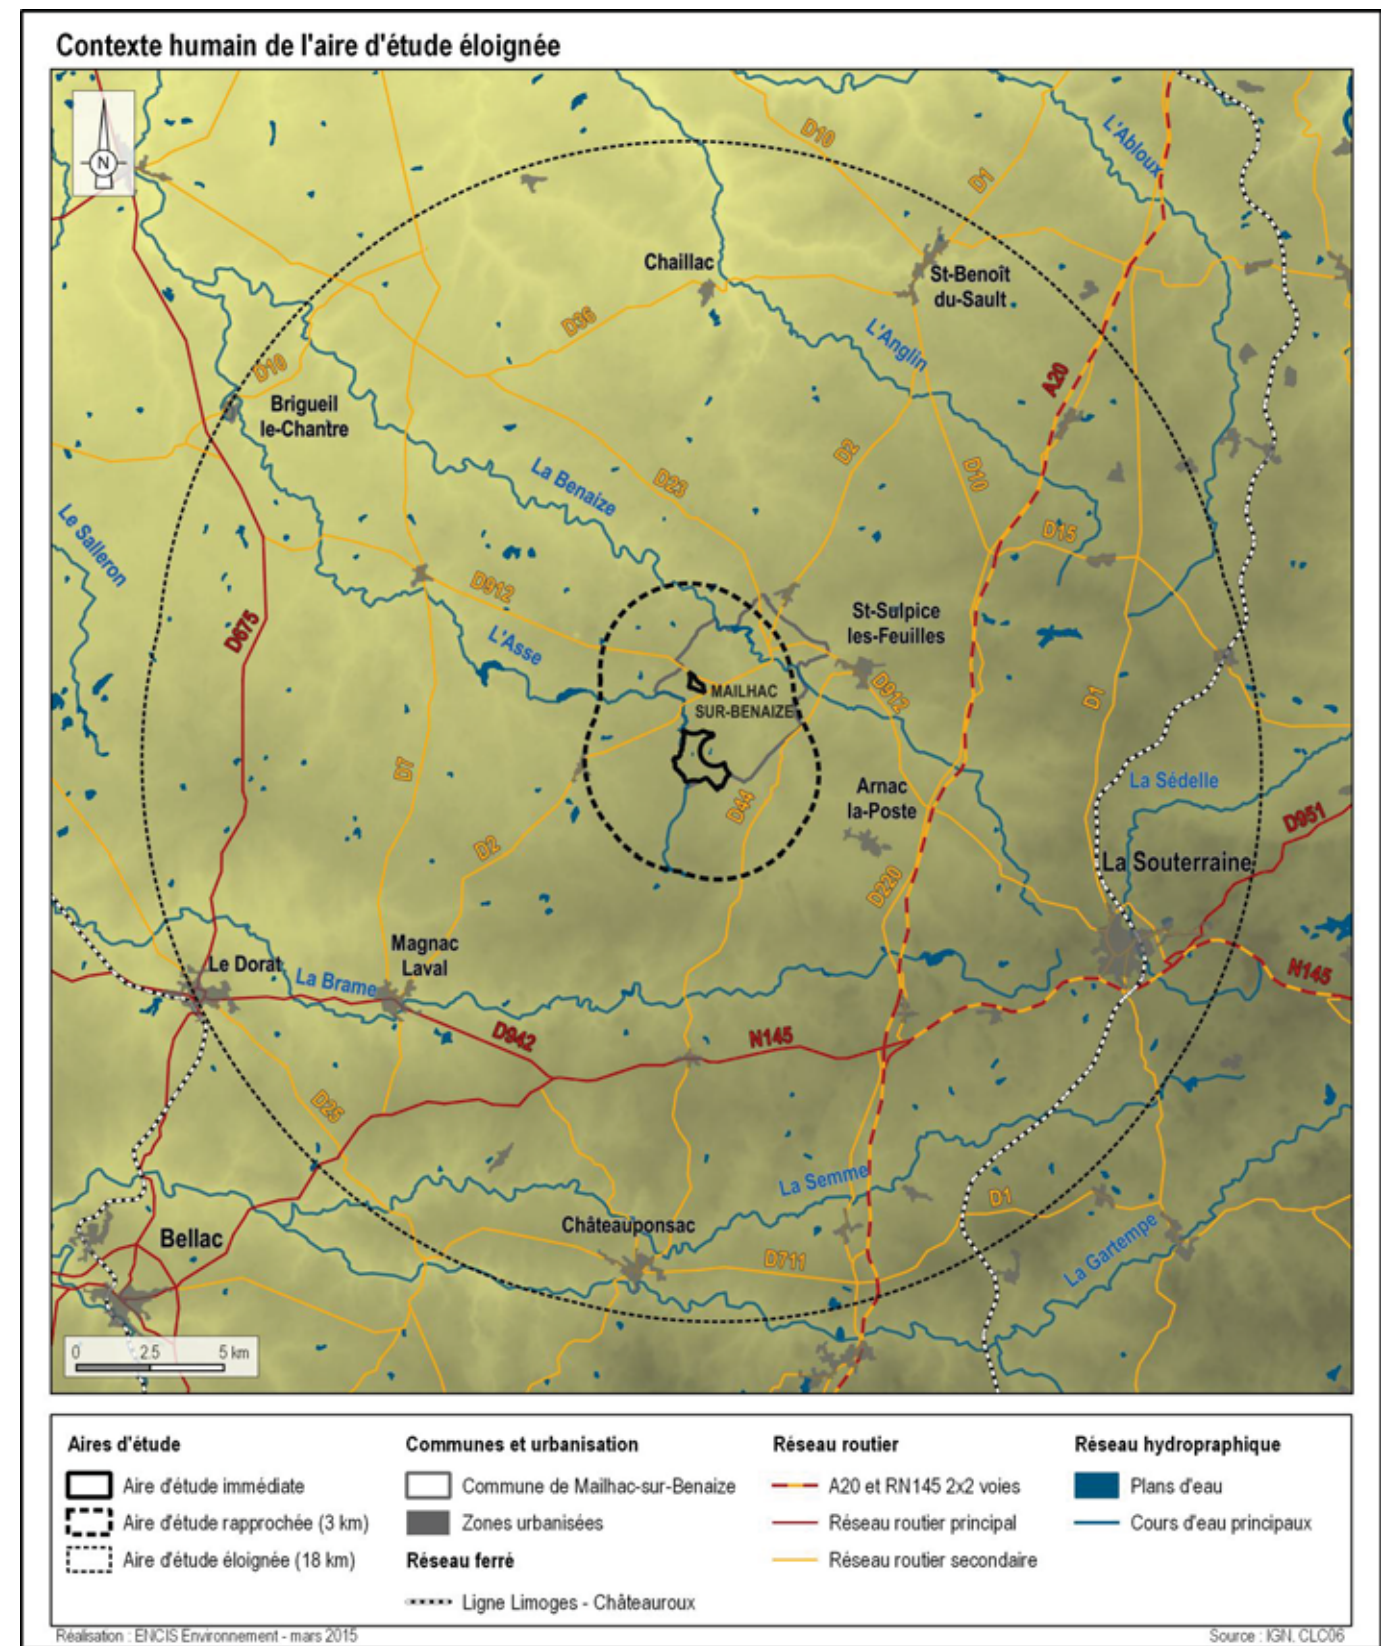 Contexte humain de l'aire d'étude éloignée
N
D10
D1
L'Abloux
Chaillac
St-Benoît
du-Sault
D36
L'Anglin
D10
A20
Brigueil
le-Chantre
D2
La Benaize
D23
D10
Le Salleron
D15
D912
D675
L'Asse
St-Sulpice
les-Feuilles
MAILHAC
SUR-BENAIZE
D912
D1
D7
La Sédelle
Arnac
la-Poste
D44
D951
D2
La Souterraine
D220
Magnac
Laval
Le Dorat
La Brame
N145
D942
N145
D25
La Semme
D1
Châteauponsac
Bellac
D711
La Gartempe
0 2.5 5 km
Aires d'étude
Aire d'étude immédiate
Aire d'étude rapprochée (3 km)
Aire d'étude éloignée (18 km)
Communes et urbanisation
Commune de Mailhac-sur-Benaize
Zones urbanisées
Réseau ferré
Ligne Limoges - Châteauroux
Réseau routier
A20 et RN145 2x2 voies
Réseau routier principal
Réseau routier secondaire
Réseau hydropraphique
Plans d'eau
Cours d'eau principaux
Réalisation : ENCIS Environnement - mars 2015
Source : IGN, CLC06